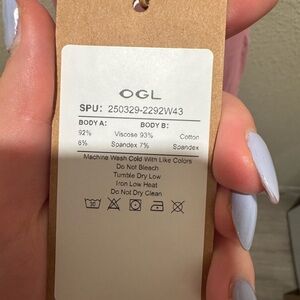 OGL
SPU: 250329-2292W43
BODY A: BODY B:
92% Viscose 93% Cotton
6% Spandex 7% Spandex
Machine Wash Cold With Like Colors
Do Not Bleach
Tumble Dry Low
Iron Low Heat
Do Not Dry Clean